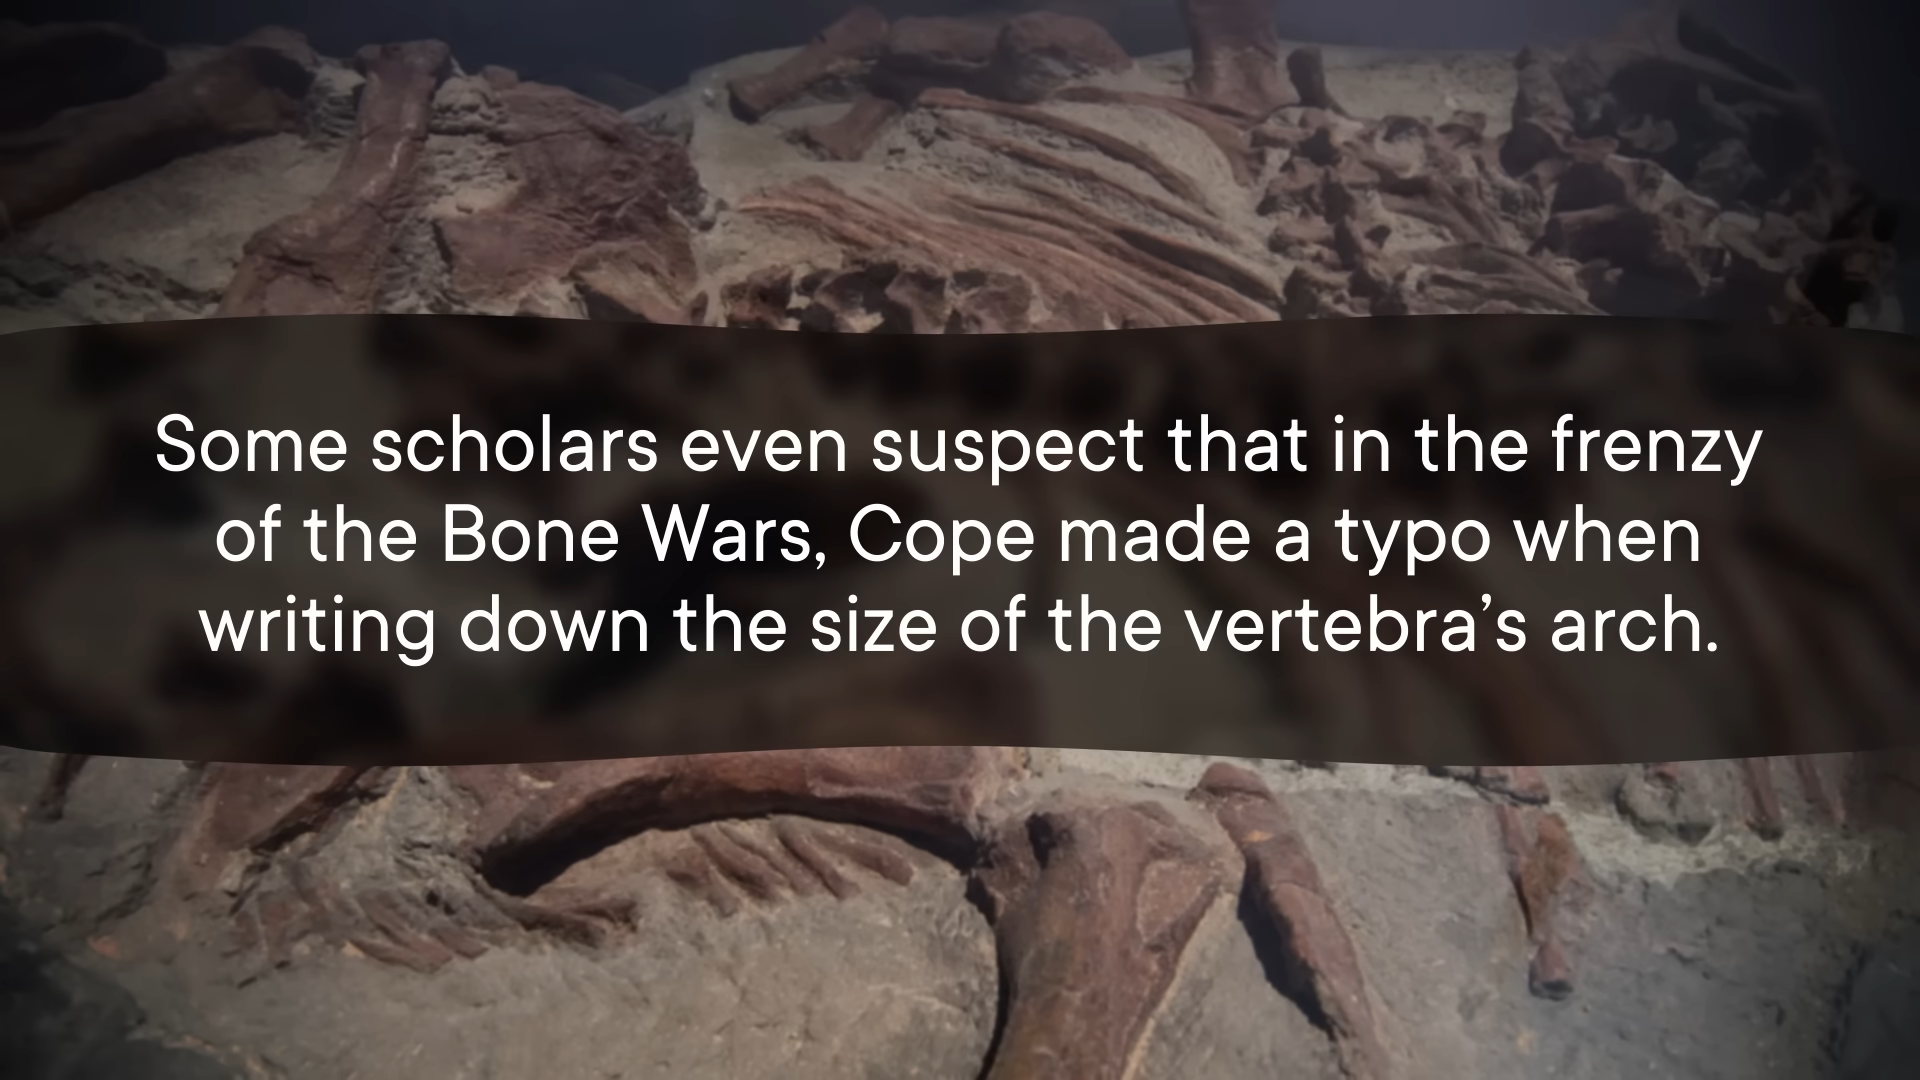 Some scholars even suspect that in the frenzy
of the Bone Wars, Cope made a typo when
writing down the size of the vertebra’s arch.